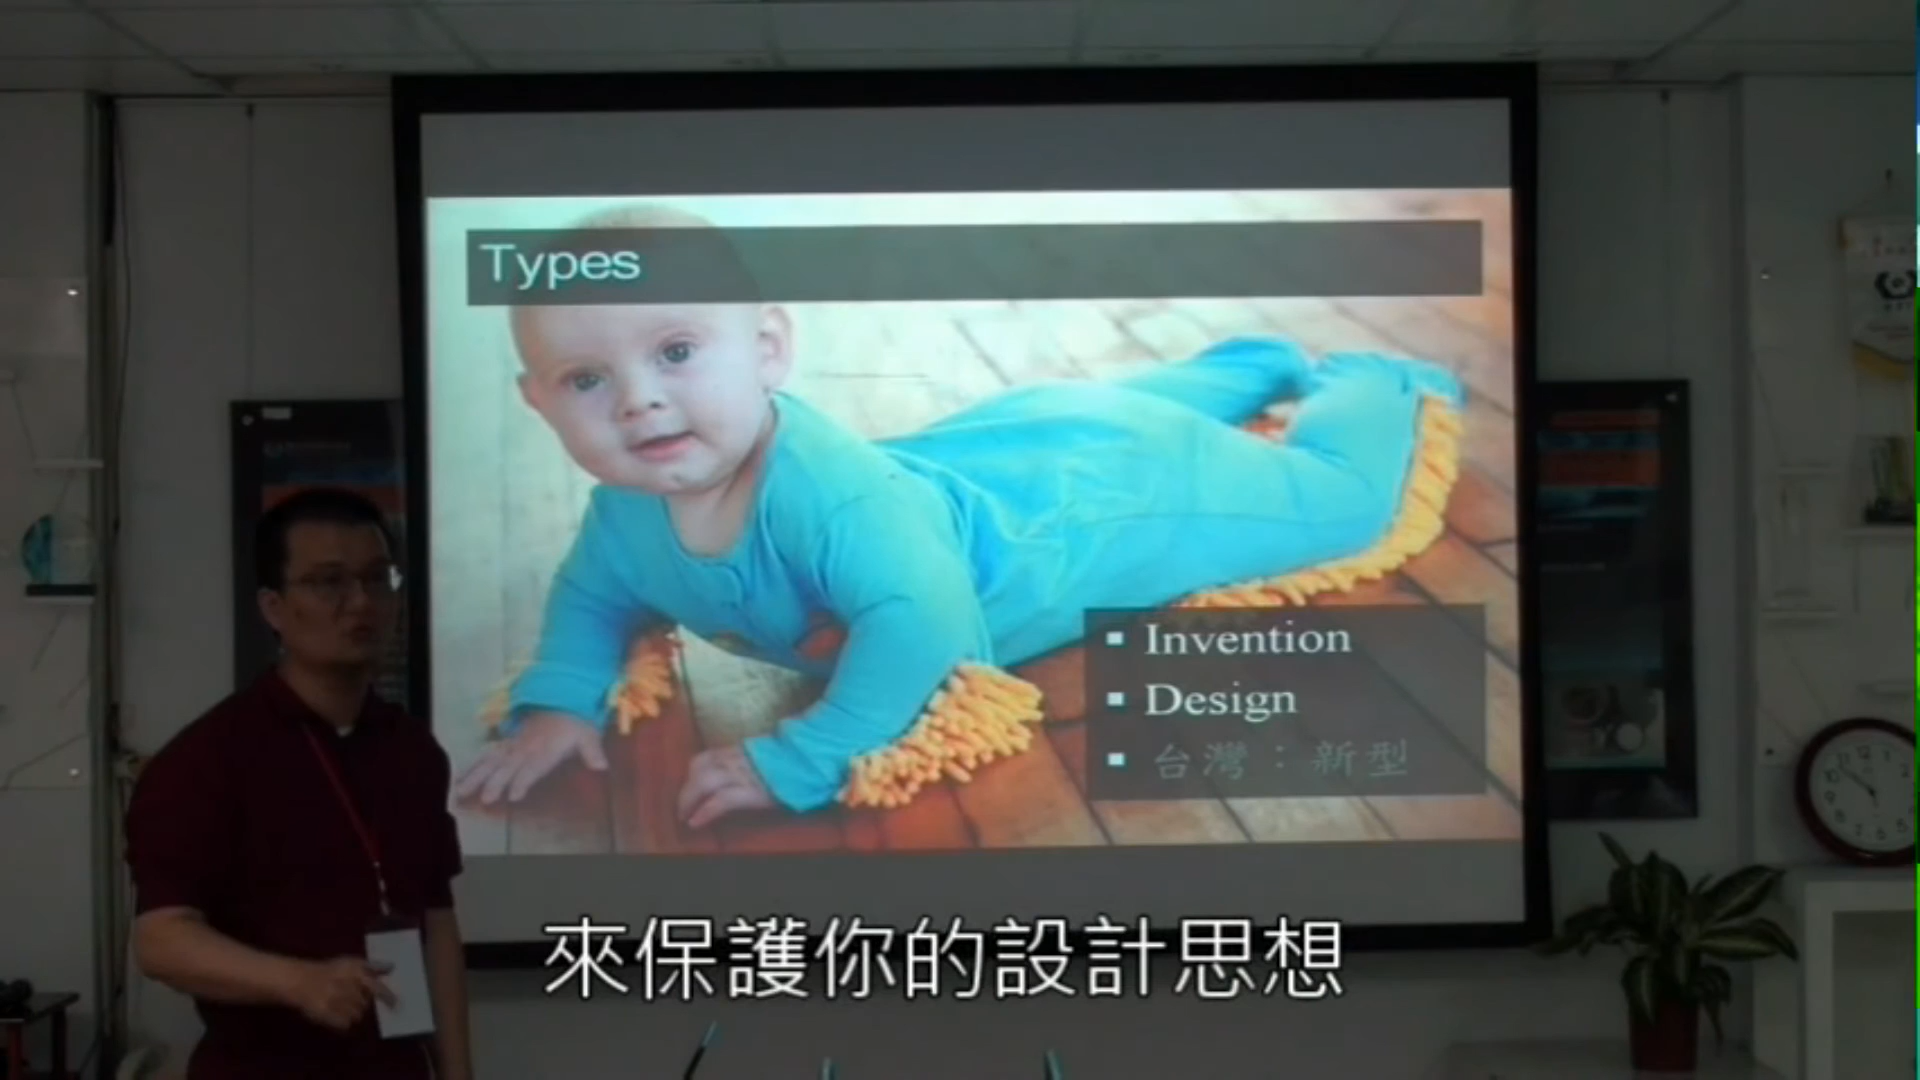 Types
▪ Invention
▪ Design
▪ 台灣：新型
來保護你的設計思想